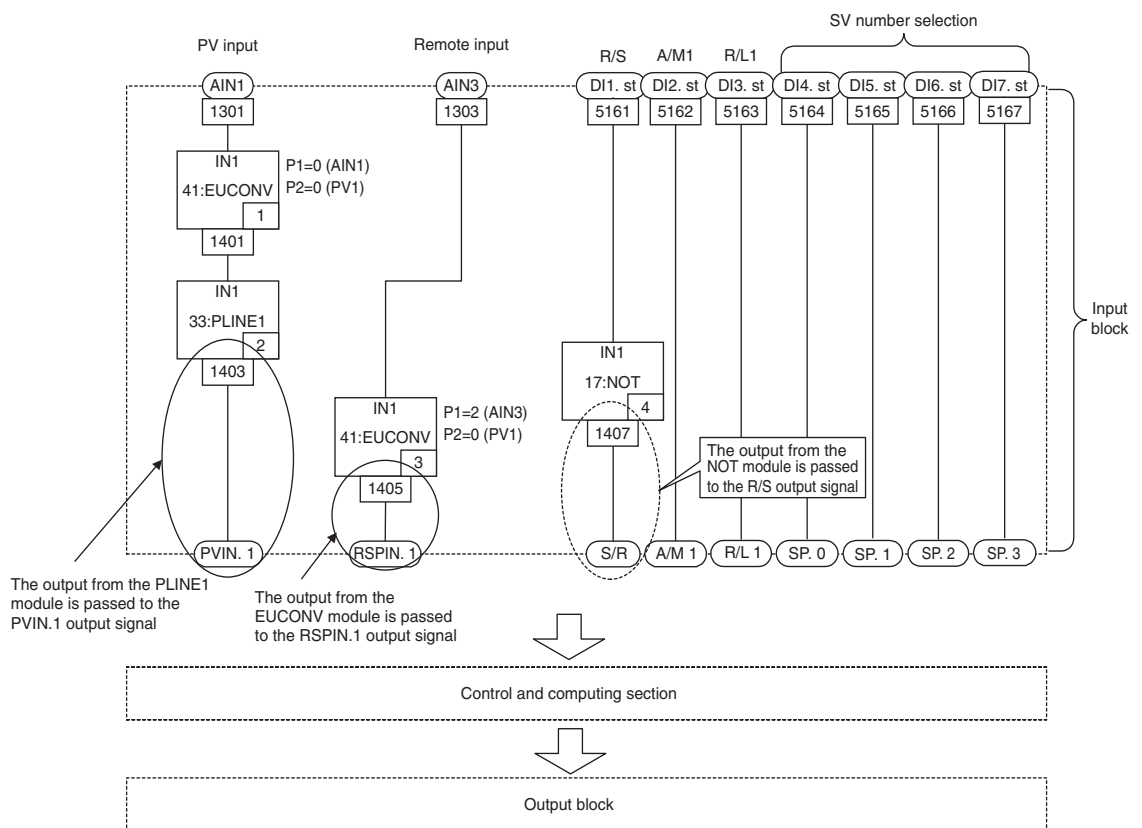 SV number selection
PV input
Remote input
R/S
A/M1
R/L1
AIN1
AIN3
DI1. st
DI2. st
DI3. st
DI4. st
DI5. st
DI6. st
DI7. st
1301
1303
5161
5162
5163
5164
5165
5166
5167
IN1
41:EUCONV
1
P1=0 (AIN1)
P2=0 (PV1)
1401
IN1
33:PLINE1
2
1403
Input
block
IN1
17:NOT
4
1407
IN1
41:EUCONV
3
P1=2 (AIN3)
P2=0 (PV1)
1405
The output from the
NOT module is passed
to the R/S output signal
PVIN. 1
RSPIN. 1
S/R
A/M 1
R/L 1
SP. 0
SP. 1
SP. 2
SP. 3
The output from the PLINE1
module is passed to the
PVIN.1 output signal
The output from the
EUCONV module is passed
to the RSPIN.1 output signal
Control and computing section
Output block